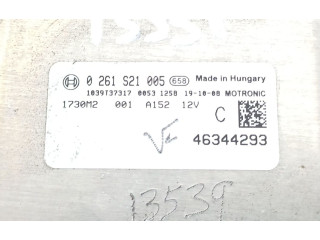 0 261 S21 005 658 Made in Hungary
1039T37317 0053 1258 19-10-08 MOTRONIC
1730M2 001 A152 12V
C
46344293
13539